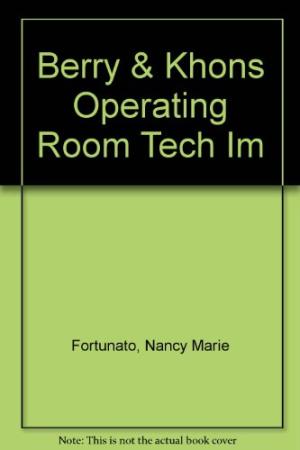 Berry & Khons
Operating
Room Tech Im
Fortunato, Nancy Marie
Note: This is not the actual book cover